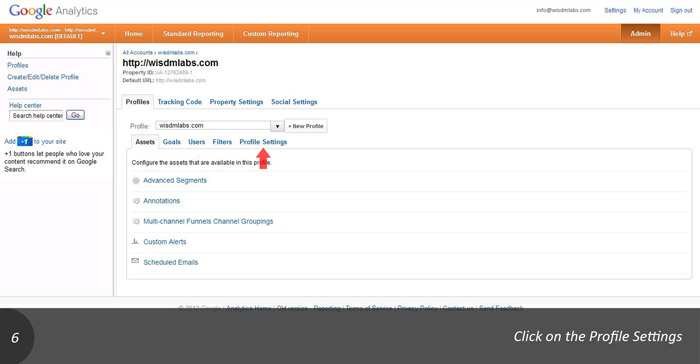 Google Analytics
info@wisdmlabs.com Settings My Account Sign out
http://wisdmlabs.com - http://wisd...
wisdmlabs.com [DEFAULT]
Home Standard Reporting Custom Reporting Admin Help
Help
Profiles
Create/Edit/Delete Profile
Assets
Help center
Search help center Go
Add +1 to your site
+1 buttons let people who love your
content recommend it on Google
Search.
All Accounts › wisdmlabs.com ›
http://wisdmlabs.com
Property ID: UA-12762489-1
Default URL: http://wisdmlabs.com
Profiles Tracking Code Property Settings Social Settings
Profile: wisdmlabs.com + New Profile
Assets Goals Users Filters Profile Settings
Configure the assets that are available in this profile.
Advanced Segments
Annotations
Multi-channel Funnels Channel Groupings
Custom Alerts
Scheduled Emails
Google | Analytics Home | Old version - Reporting | Terms of Service | Privacy Policy | Contact us | Send Feedback
6
Click on the Profile Settings